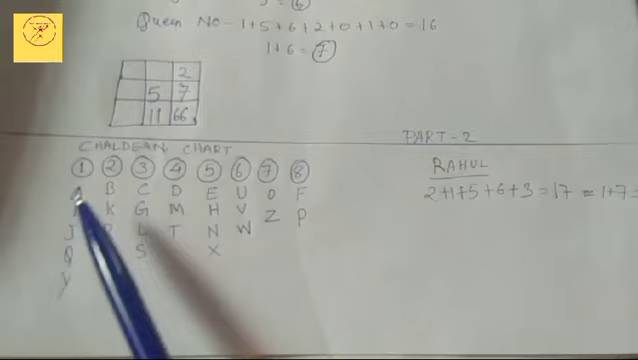 Queen NO - 1+5+6+2+0+1+0 = 16
1+6 = 7
2
5 7
11 66
PART-2
CHALDEAN CHART
1 2 3 4 5 6 7 8
B C D E U O F
K G M H V Z P
J L T N W
Q S X
Y
RAHUL
2+1+5+6+3 = 17 = 1+7 =